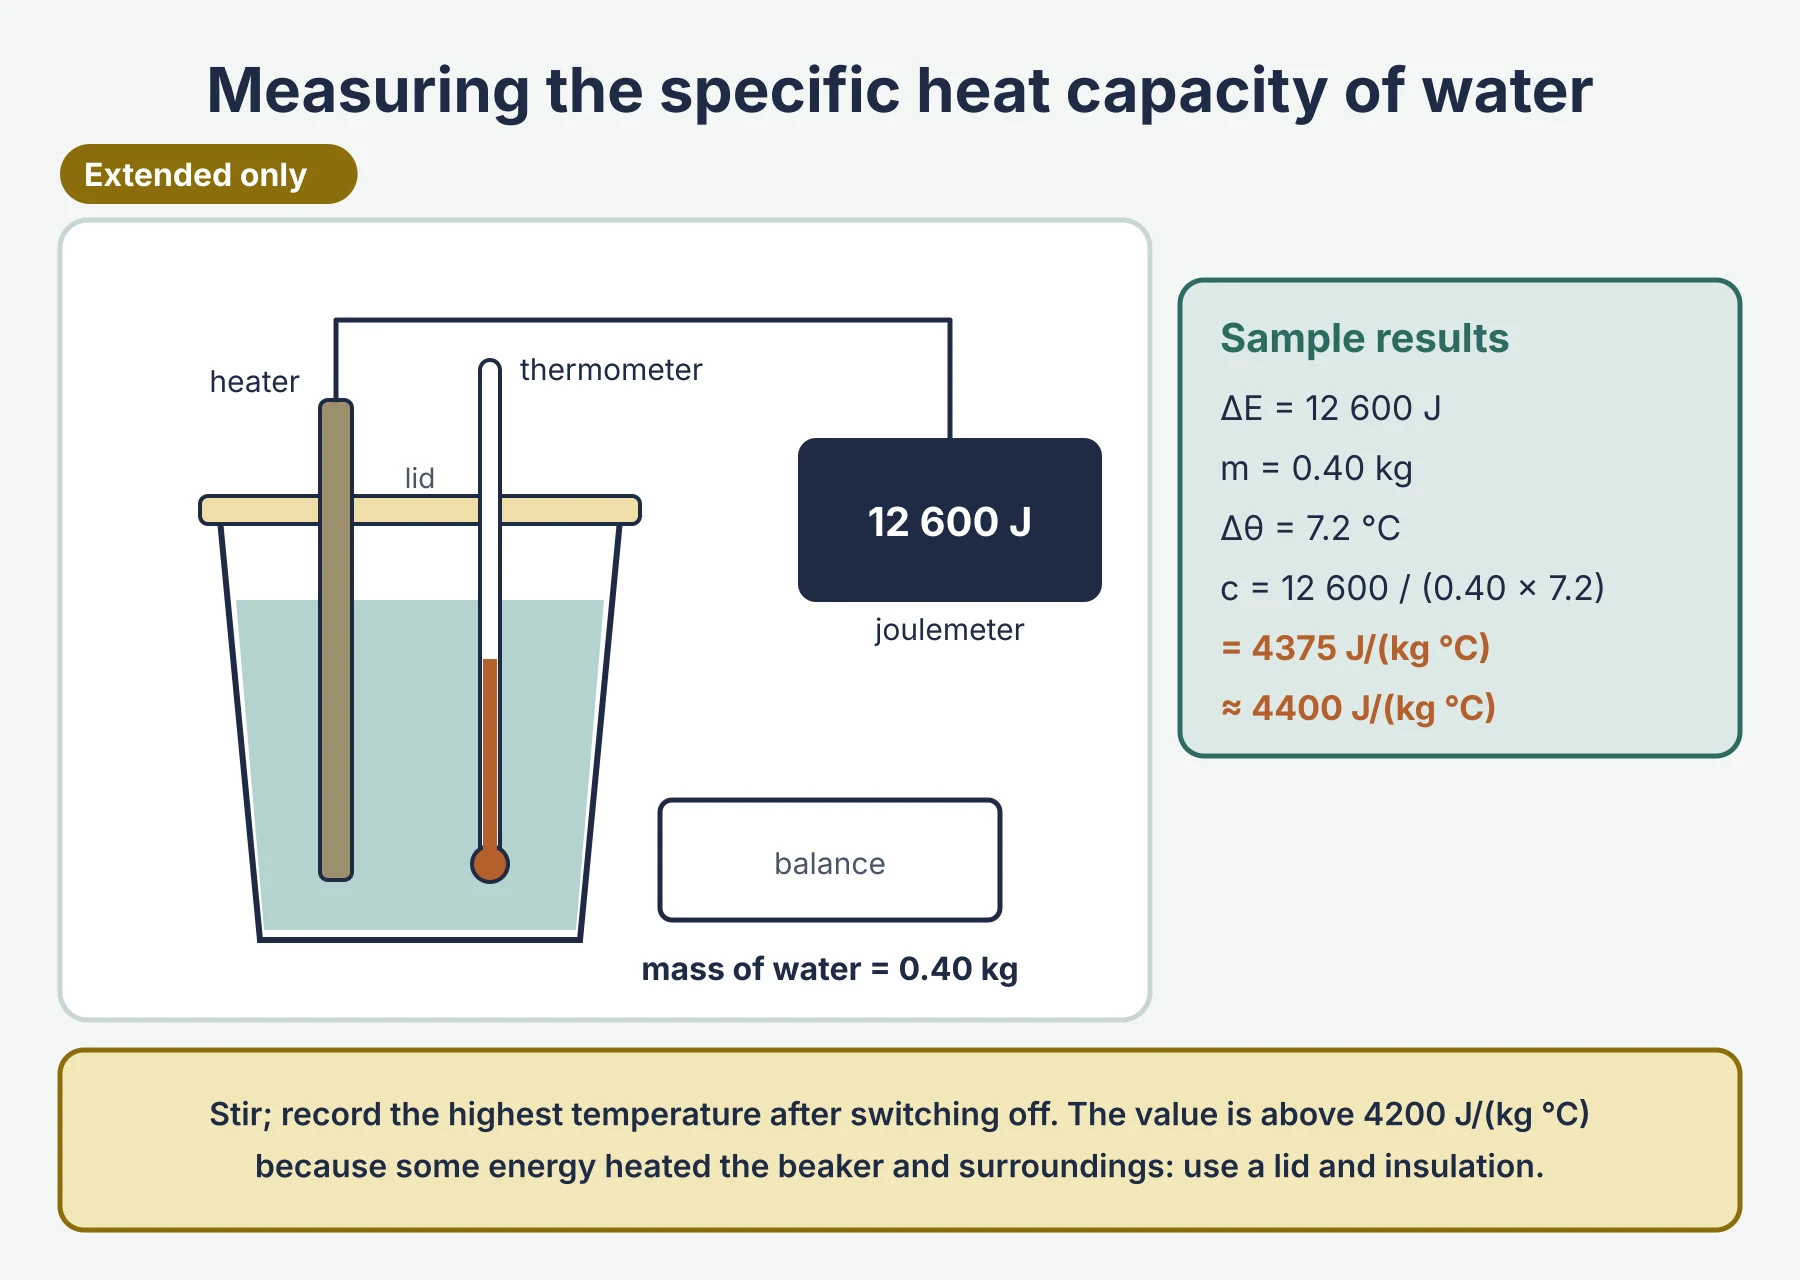 Measuring the specific heat capacity of water
Extended only
heater
thermometer
lid
12 600 J
joulemeter
balance
mass of water = 0.40 kg
Sample results
ΔE = 12 600 J
m = 0.40 kg
Δθ = 7.2 °C
c = 12 600 / (0.40 × 7.2)
= 4375 J/(kg °C)
≈ 4400 J/(kg °C)
Stir; record the highest temperature after switching off. The value is above 4200 J/(kg °C)
because some energy heated the beaker and surroundings: use a lid and insulation.